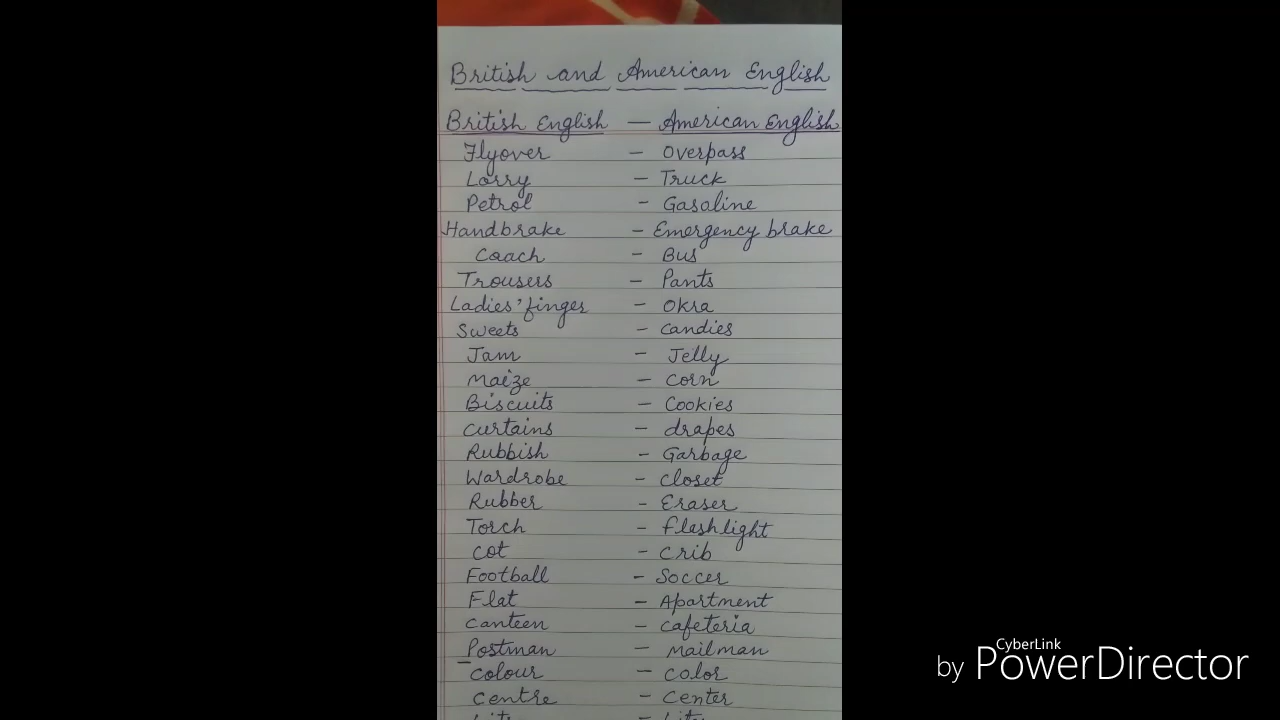 British and American English
British English — American English
Flyover — Overpass
Lorry — Truck
Petrol — Gasaline
Handbrake — Emergency brake
Coach — Bus
Trousers — Pants
Ladies' finger — Okra
Sweets — candies
Jam — Jelly
Maize — corn
Biscuits — Cookies
curtains — drapes
Rubbish — Garbage
Wardrobe — closet
Rubber — Eraser
Torch — flashlight
cot — crib
Football — Soccer
Flat — Apartment
canteen — cafeteria
Postman — Mailman
colour — color
centre — center
CyberLink
by PowerDirector